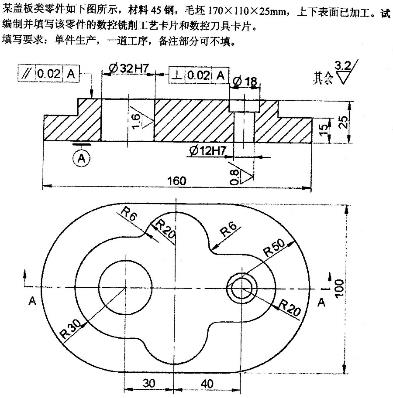 某盖板类零件如下图所示，材料45钢，毛坯170×110×25mm，上下表面已加工。试
编制并填写该零件的数控铣削工艺卡片和数控刀具卡片。
填写要求：单件生产，一道工序，备注部分可不填。
// 0.02 A
Ø32H7
⊥ 0.02 A
Ø18
其余 3.2
1.6
15
25
A
Ø12H7
0.8
160
R6
R20
R6
R50
A
A
R30
R20
100
30
40